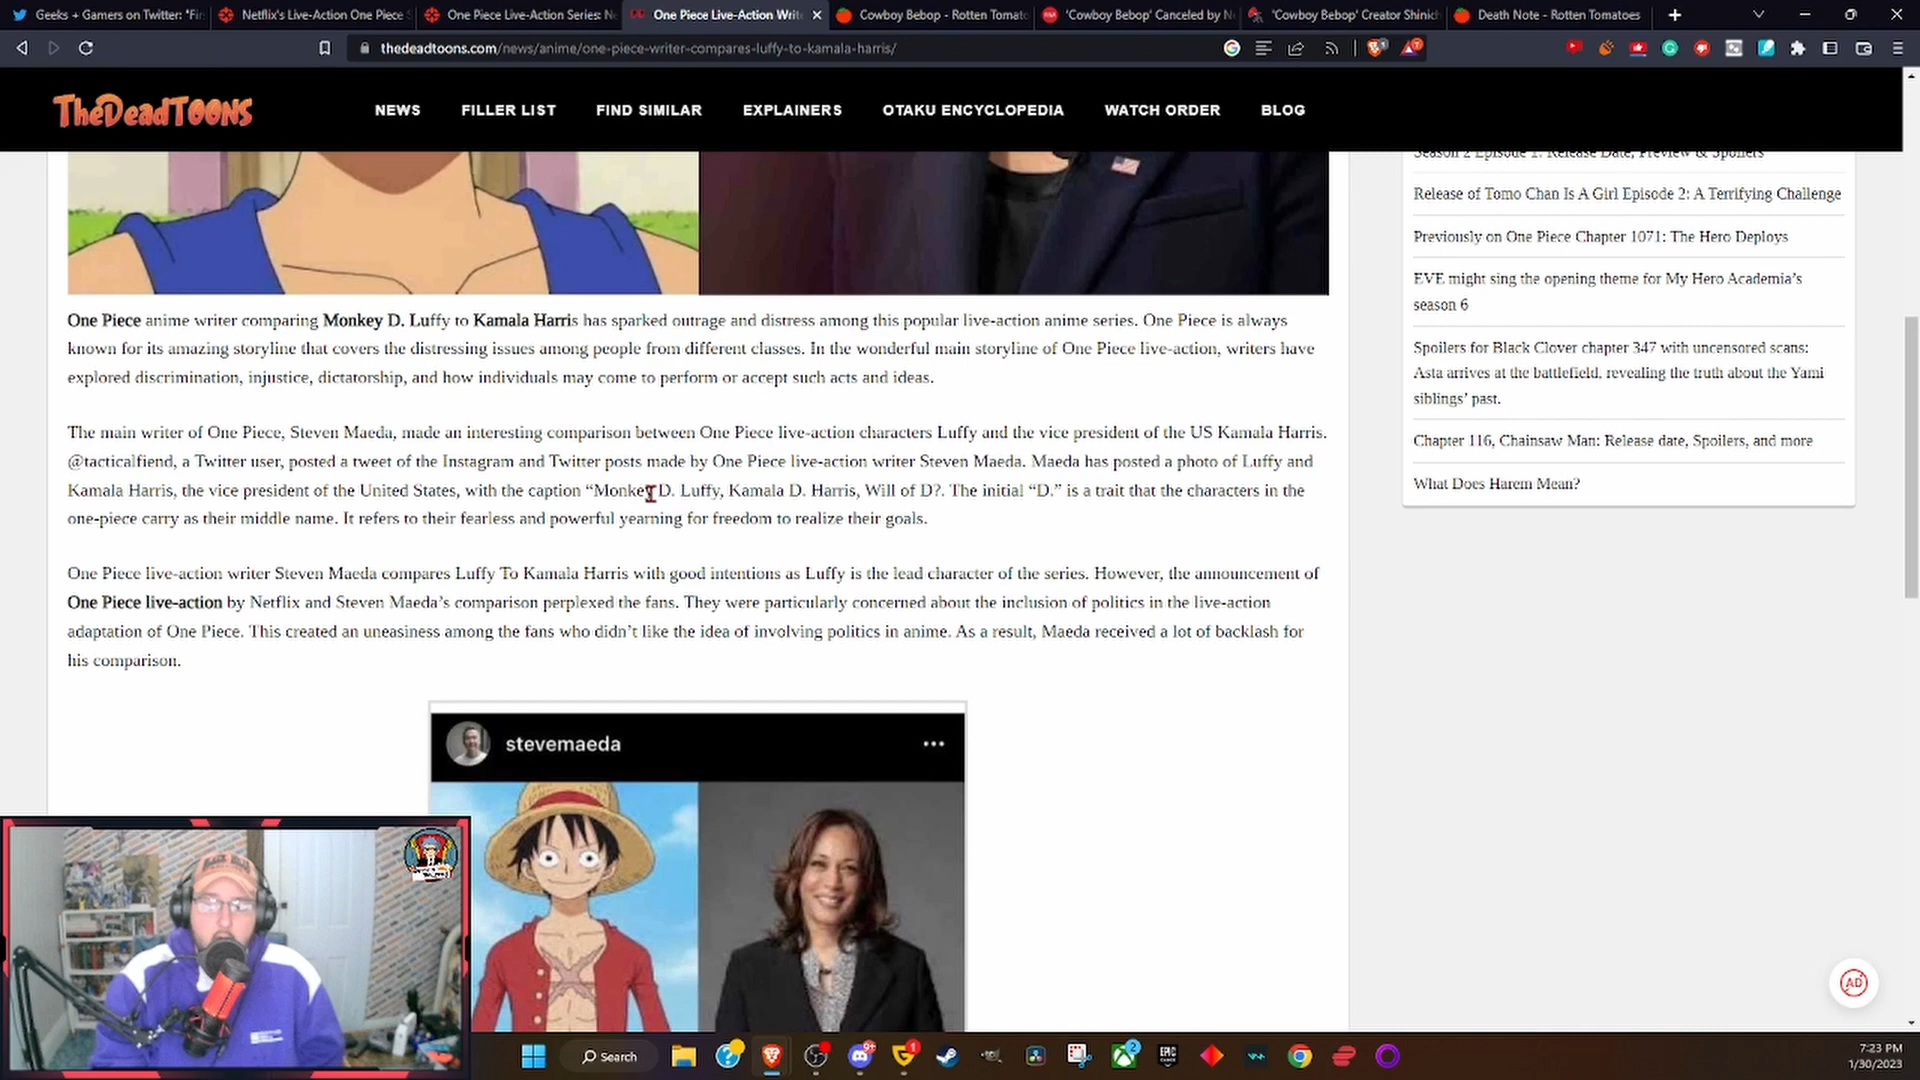 Geeks + Gamers on Twitter: "Fir
Netflix's Live-Action One Piece S
One Piece Live-Action Series: Ne
One Piece Live-Action Writ
Cowboy Bebop - Rotten Tomato
'Cowboy Bebop' Canceled by N
'Cowboy Bebop' Creator Shinich
Death Note - Rotten Tomatoes
thedeadtoons.com/news/anime/one-piece-writer-compares-luffy-to-kamala-harris/
THEDEADTOONS
NEWS
FILLER LIST
FIND SIMILAR
EXPLAINERS
OTAKU ENCYCLOPEDIA
WATCH ORDER
BLOG
One Piece anime writer comparing Monkey D. Luffy to Kamala Harris has sparked outrage and distress among this popular live-action anime series. One Piece is always
known for its amazing storyline that covers the distressing issues among people from different classes. In the wonderful main storyline of One Piece live-action, writers have
explored discrimination, injustice, dictatorship, and how individuals may come to perform or accept such acts and ideas.
The main writer of One Piece, Steven Maeda, made an interesting comparison between One Piece live-action characters Luffy and the vice president of the US Kamala Harris.
@tacticalfiend, a Twitter user, posted a tweet of the Instagram and Twitter posts made by One Piece live-action writer Steven Maeda. Maeda has posted a photo of Luffy and
Kamala Harris, the vice president of the United States, with the caption “Monkey D. Luffy, Kamala D. Harris, Will of D?. The initial “D.” is a trait that the characters in the
one-piece carry as their middle name. It refers to their fearless and powerful yearning for freedom to realize their goals.
One Piece live-action writer Steven Maeda compares Luffy To Kamala Harris with good intentions as Luffy is the lead character of the series. However, the announcement of
One Piece live-action by Netflix and Steven Maeda’s comparison perplexed the fans. They were particularly concerned about the inclusion of politics in the live-action
adaptation of One Piece. This created an uneasiness among the fans who didn’t like the idea of involving politics in anime. As a result, Maeda received a lot of backlash for
his comparison.
stevemaeda
Season 2 Episode 1: Release Date, Preview & Spoilers
Release of Tomo Chan Is A Girl Episode 2: A Terrifying Challenge
Previously on One Piece Chapter 1071: The Hero Deploys
EVE might sing the opening theme for My Hero Academia’s
season 6
Spoilers for Black Clover chapter 347 with uncensored scans:
Asta arrives at the battlefield, revealing the truth about the Yami
siblings’ past.
Chapter 116, Chainsaw Man: Release date, Spoilers, and more
What Does Harem Mean?
AD
Search
7:23 PM
1/30/2023